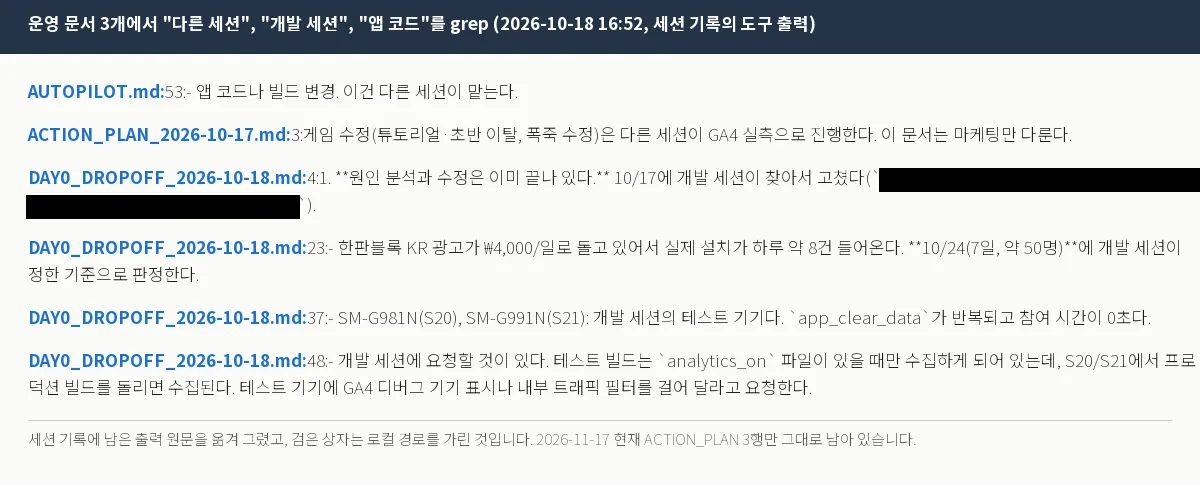 운영 문서 3개에서 "다른 세션", "개발 세션", "앱 코드"를 grep (2026-10-18 16:52, 세션 기록의 도구 출력)
AUTOPILOT.md:53:- 앱 코드나 빌드 변경. 이건 다른 세션이 맡는다.
ACTION_PLAN_2026-10-17.md:3:게임 수정(튜토리얼·초반 이탈, 폭죽 수정)은 다른 세션이 GA4 실측으로 진행한다. 이 문서는 마케팅만 다룬다.
DAY0_DROPOFF_2026-10-18.md:4:1. **원인 분석과 수정은 이미 끝나 있다.** 10/17에 개발 세션이 찾아서 고쳤다(`
`).
DAY0_DROPOFF_2026-10-18.md:23:- 한판블록 KR 광고가 ₩4,000/일로 돌고 있어서 실제 설치가 하루 약 8건 들어온다. **10/24(7일, 약 50명)**에 개발 세션이
정한 기준으로 판정한다.
DAY0_DROPOFF_2026-10-18.md:37:- SM-G981N(S20), SM-G991N(S21): 개발 세션의 테스트 기기다. `app_clear_data`가 반복되고 참여 시간이 0초다.
DAY0_DROPOFF_2026-10-18.md:48:- 개발 세션에 요청할 것이 있다. 테스트 빌드는 `analytics_on` 파일이 있을 때만 수집하게 되어 있는데, S20/S21에서 프로
덕션 빌드를 돌리면 수집된다. 테스트 기기에 GA4 디버그 기기 표시나 내부 트래픽 필터를 걸어 달라고 요청한다.
세션 기록에 남은 출력 원문을 옮겨 그렸고, 검은 상자는 로컬 경로를 가린 것입니다. 2026-11-17 현재 ACTION_PLAN 3행만 그대로 남아 있습니다.